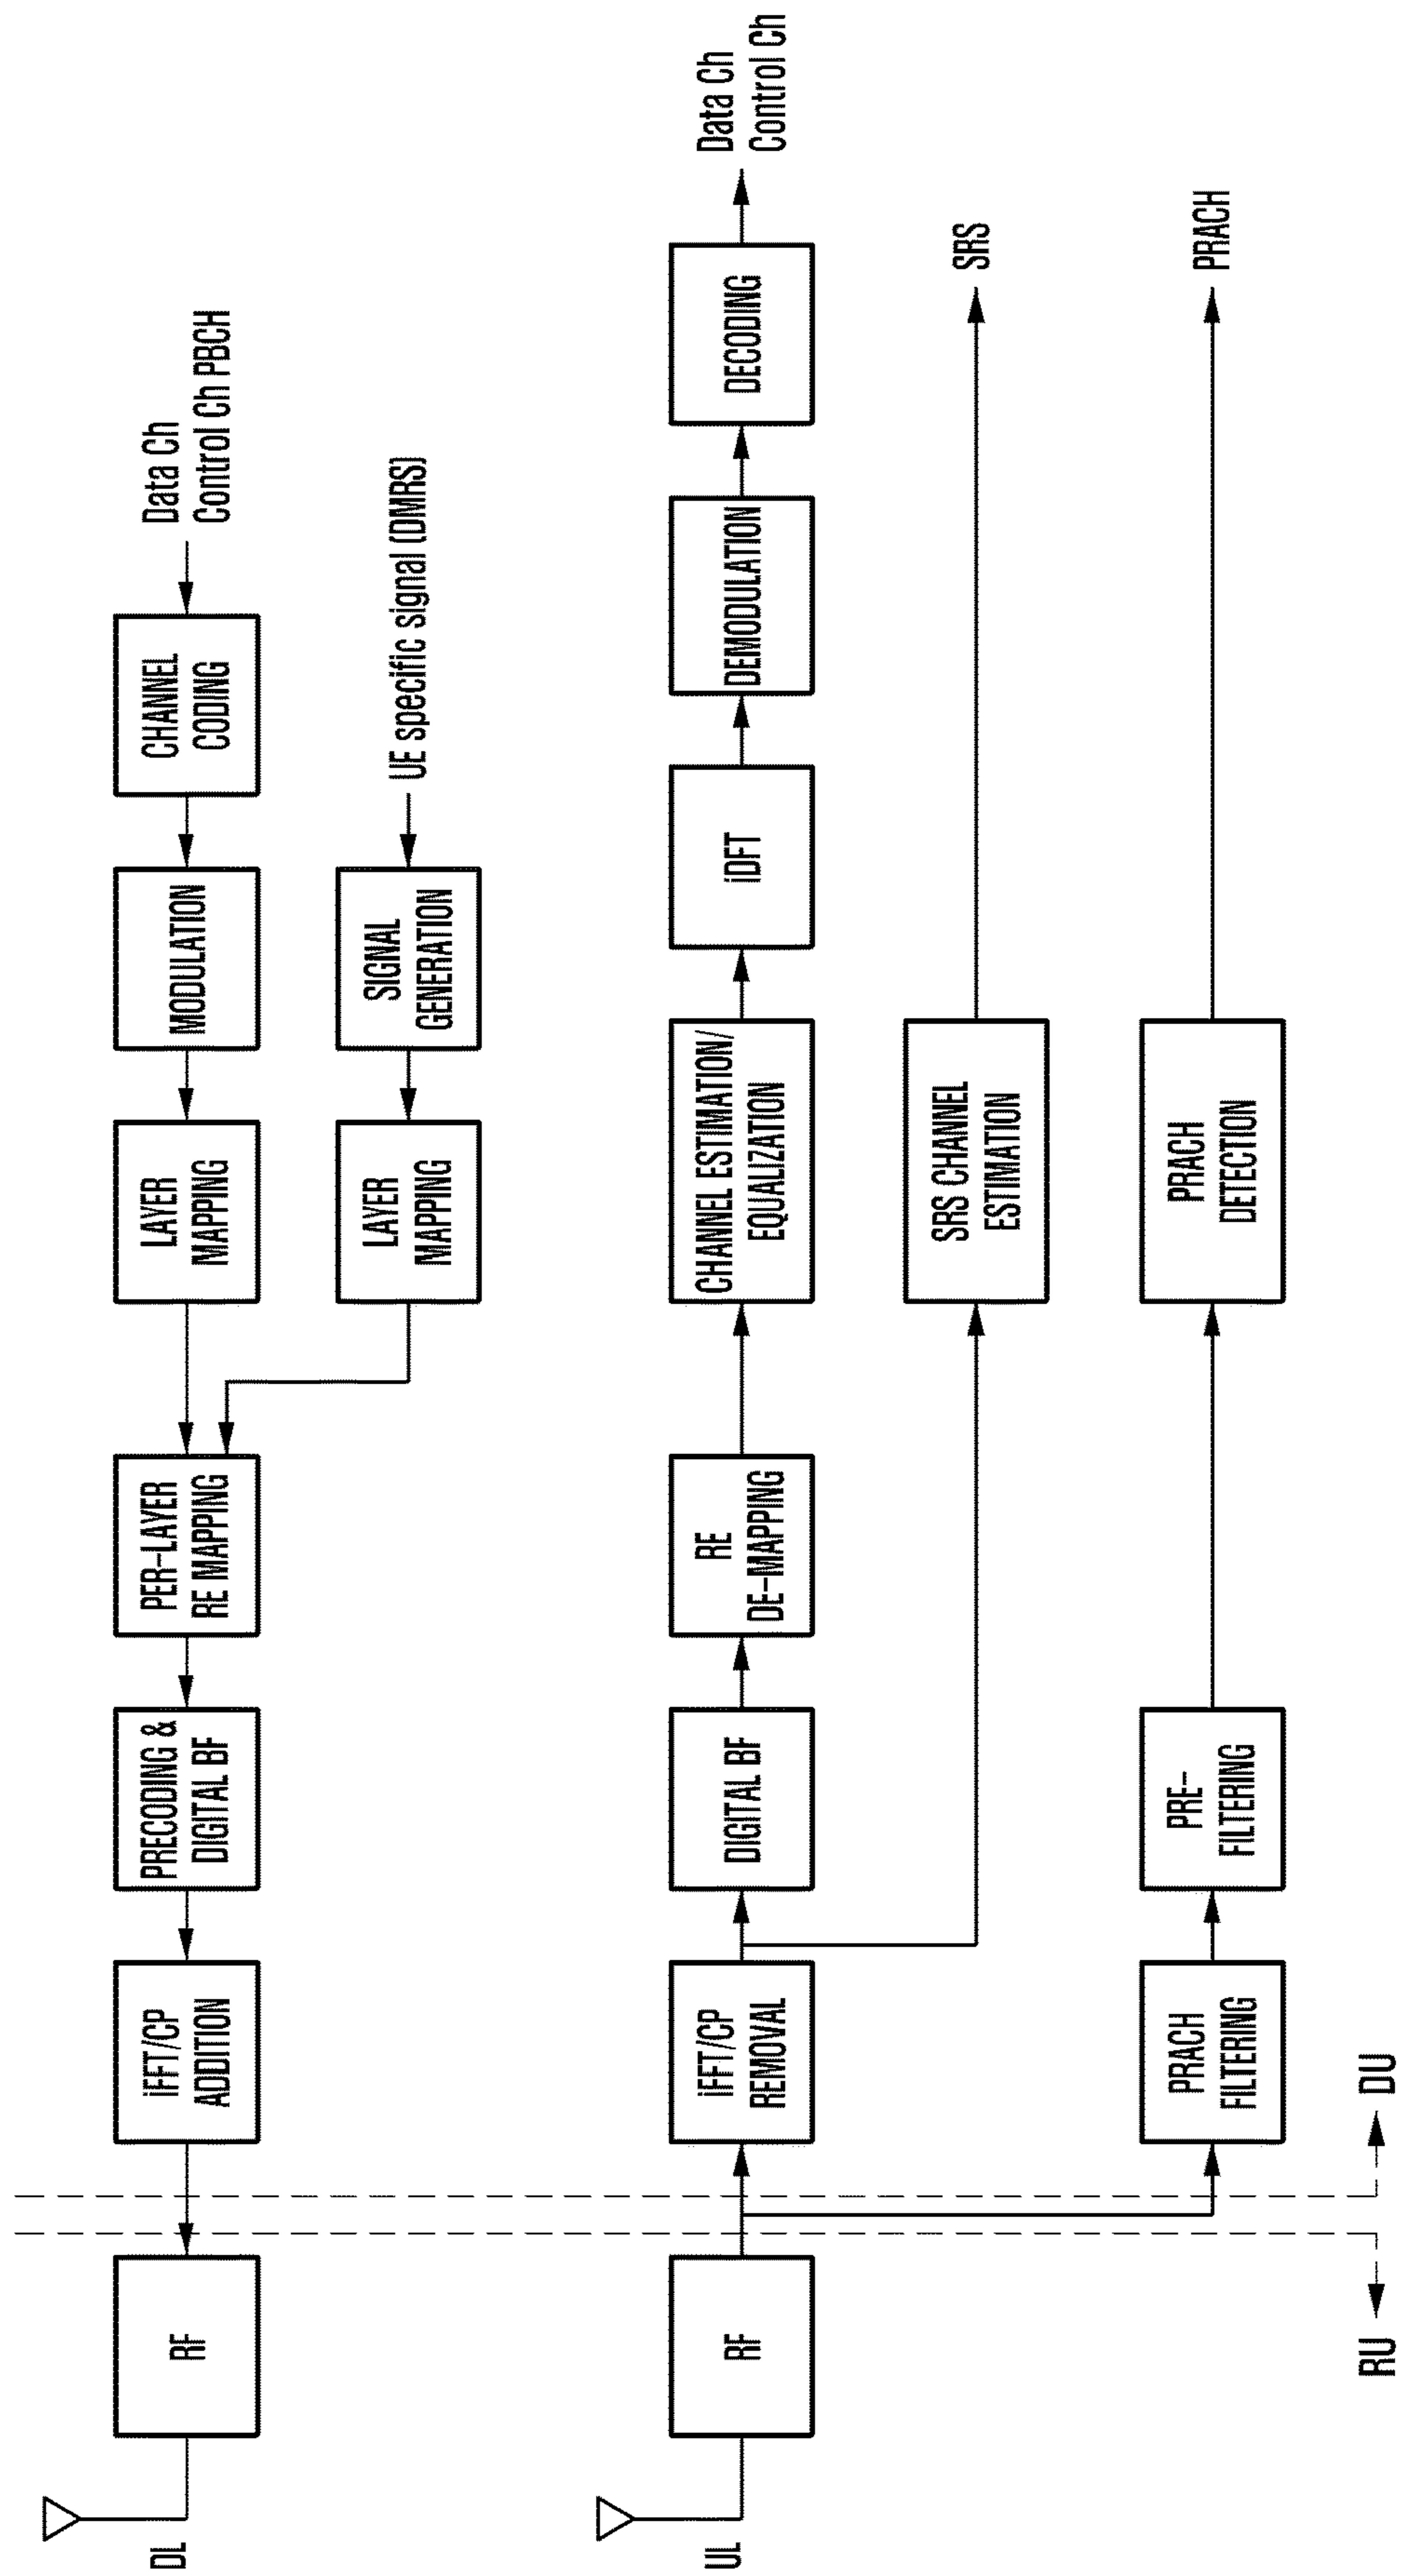 Data Ch
Control Ch PBCH
CHANNEL
CODING
MODULATION
LAYER
MAPPING
PER-LAYER
RE MAPPING
PRECODING &
DIGITAL BF
iFFT/CP
ADDITION
RF
DL
UE specific signal (DMRS)
SIGNAL
GENERATION
LAYER
MAPPING
UL
RF
iFFT/CP
REMOVAL
DIGITAL BF
RE
DE-MAPPING
CHANNEL ESTIMATION/
EQUALIZATION
iDFT
DEMODULATION
DECODING
Data Ch
Control Ch
SRS CHANNEL
ESTIMATION
SRS
PRACH
FILTERING
PRE-
FILTERING
PRACH
DETECTION
PRACH
RU
DU